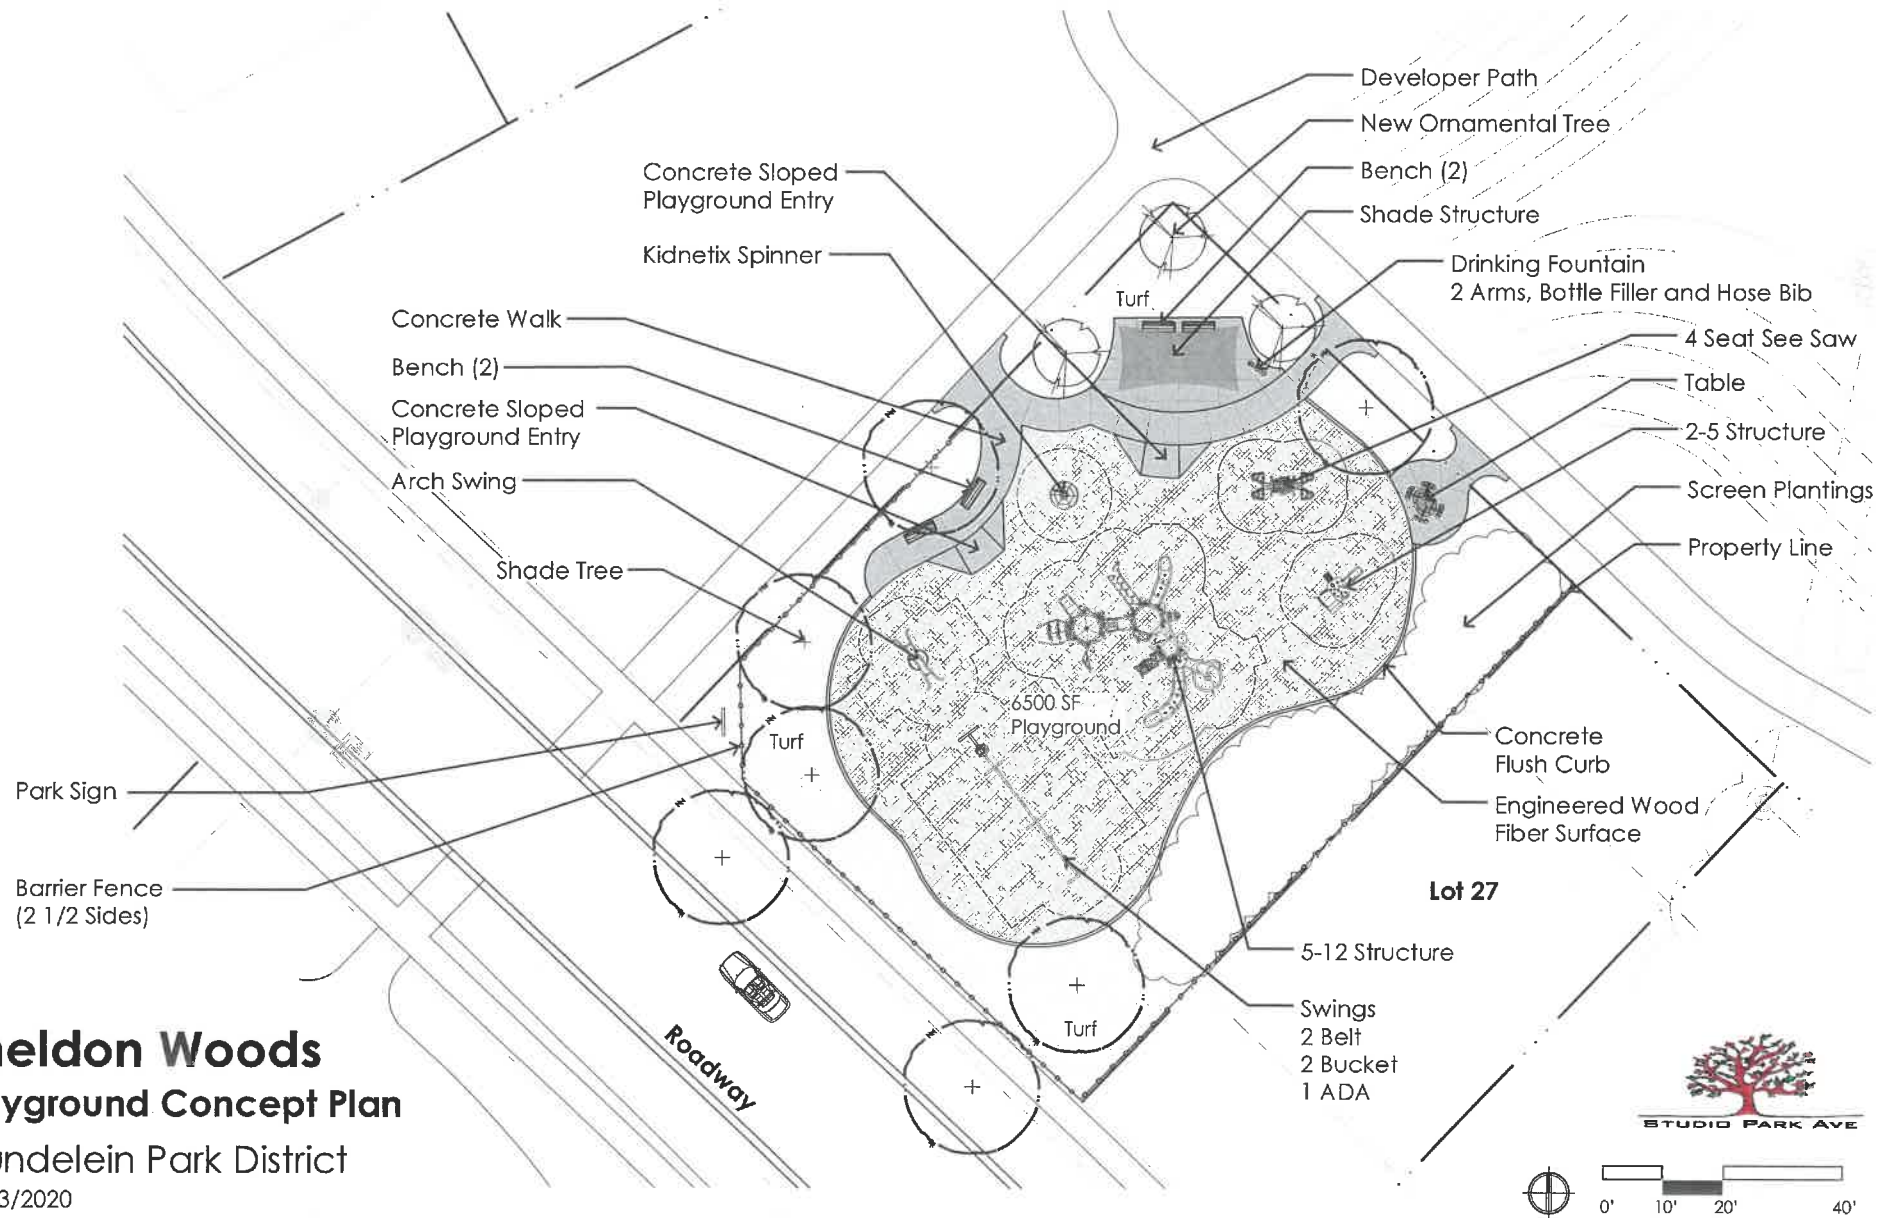 Developer Path
New Ornamental Tree
Bench (2)
Shade Structure
Drinking Fountain
2 Arms, Bottle Filler and Hose Bib
4 Seat See Saw
Table
2-5 Structure
Screen Plantings
Property Line
Concrete Sloped
Playground Entry
Kidnetix Spinner
Concrete Walk
Bench (2)
Concrete Sloped
Playground Entry
Arch Swing
Shade Tree
Turf
6500 SF
Playground
Turf
Park Sign
Barrier Fence
(2 1/2 Sides)
Concrete
Flush Curb
Engineered Wood
Fiber Surface
Lot 27
5-12 Structure
Swings
2 Belt
2 Bucket
1 ADA
Turf
Roadway
heldon Woods
yground Concept Plan
undelein Park District
3/2020
STUDIO PARK AVE
0' 10' 20' 40'